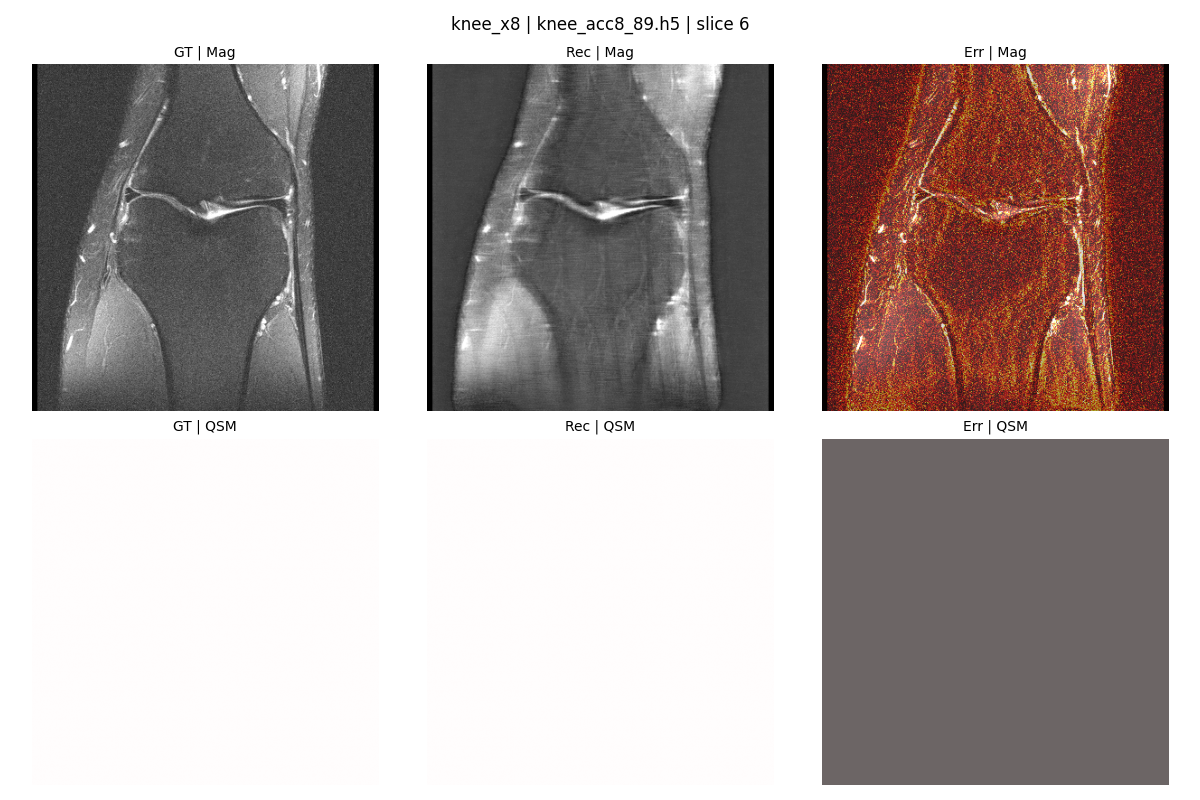 knee_x8 | knee_acc8_89.h5 | slice 6
GT | Mag
Rec | Mag
Err | Mag
GT | QSM
Rec | QSM
Err | QSM